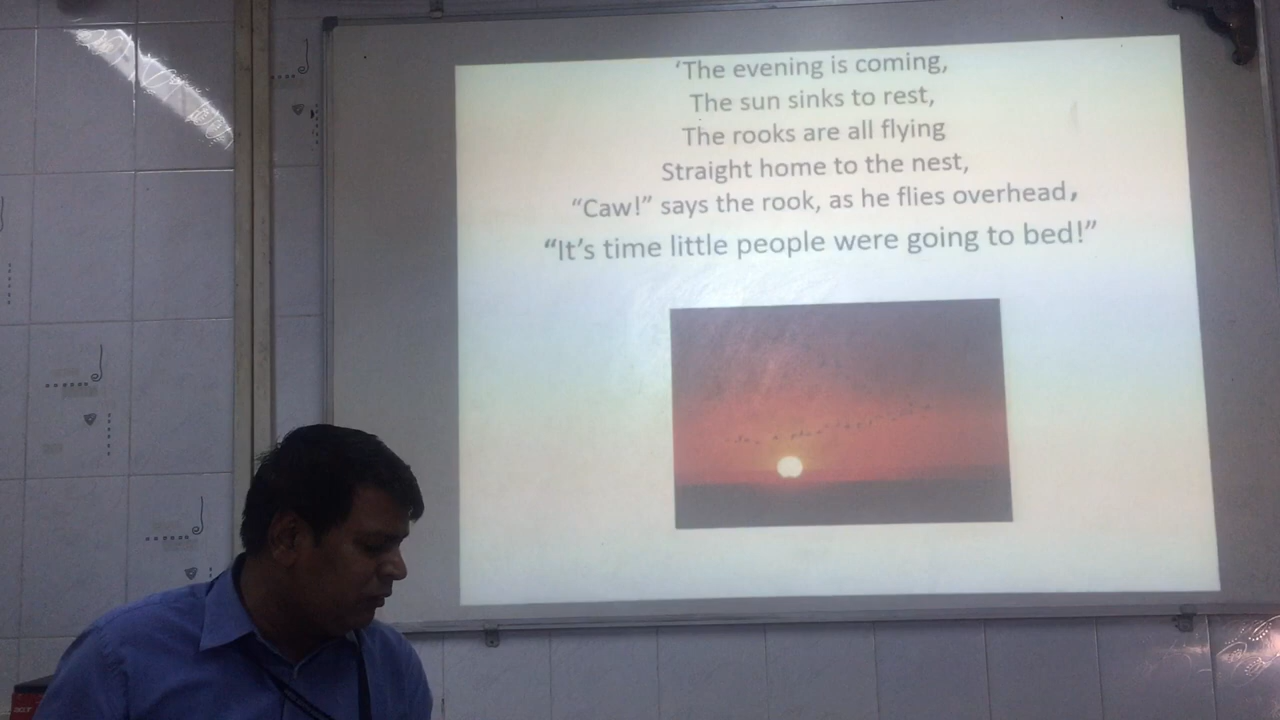 ‘The evening is coming,
The sun sinks to rest,
The rooks are all flying
Straight home to the nest,
“Caw!” says the rook, as he flies overhead,
“It’s time little people were going to bed!”